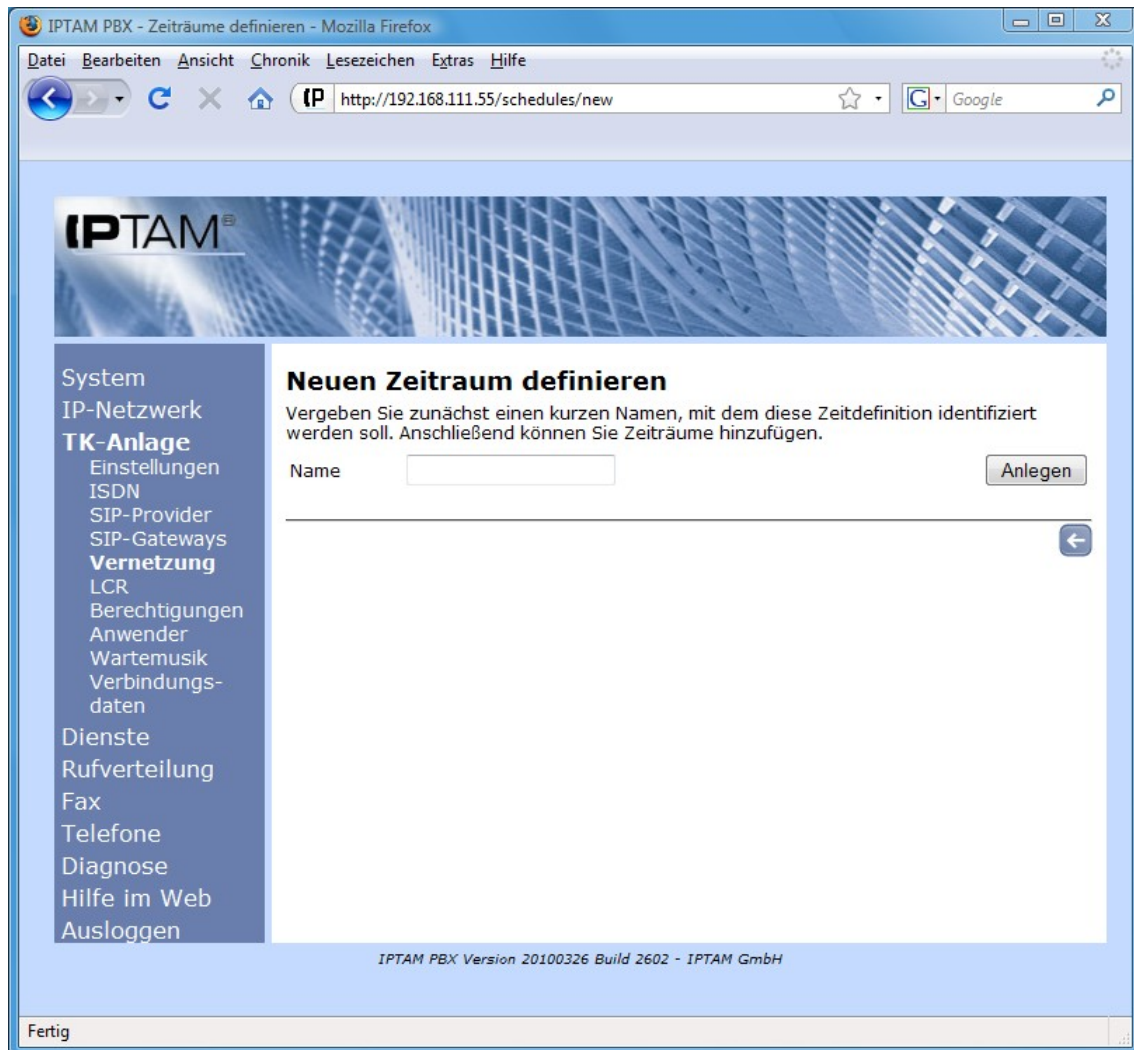 IPTAM PBX - Zeiträume definieren - Mozilla Firefox
Datei Bearbeiten Ansicht Chronik Lesezeichen Extras Hilfe
http://192.168.111.55/schedules/new
Google
IPTAM®
System
IP-Netzwerk
TK-Anlage
Einstellungen
ISDN
SIP-Provider
SIP-Gateways
Vernetzung
LCR
Berechtigungen
Anwender
Wartemusik
Verbindungs-
daten
Dienste
Rufverteilung
Fax
Telefone
Diagnose
Hilfe im Web
Ausloggen
Neuen Zeitraum definieren
Vergeben Sie zunächst einen kurzen Namen, mit dem diese Zeitdefinition identifiziert
werden soll. Anschließend können Sie Zeiträume hinzufügen.
Name
Anlegen
IPTAM PBX Version 20100326 Build 2602 - IPTAM GmbH
Fertig